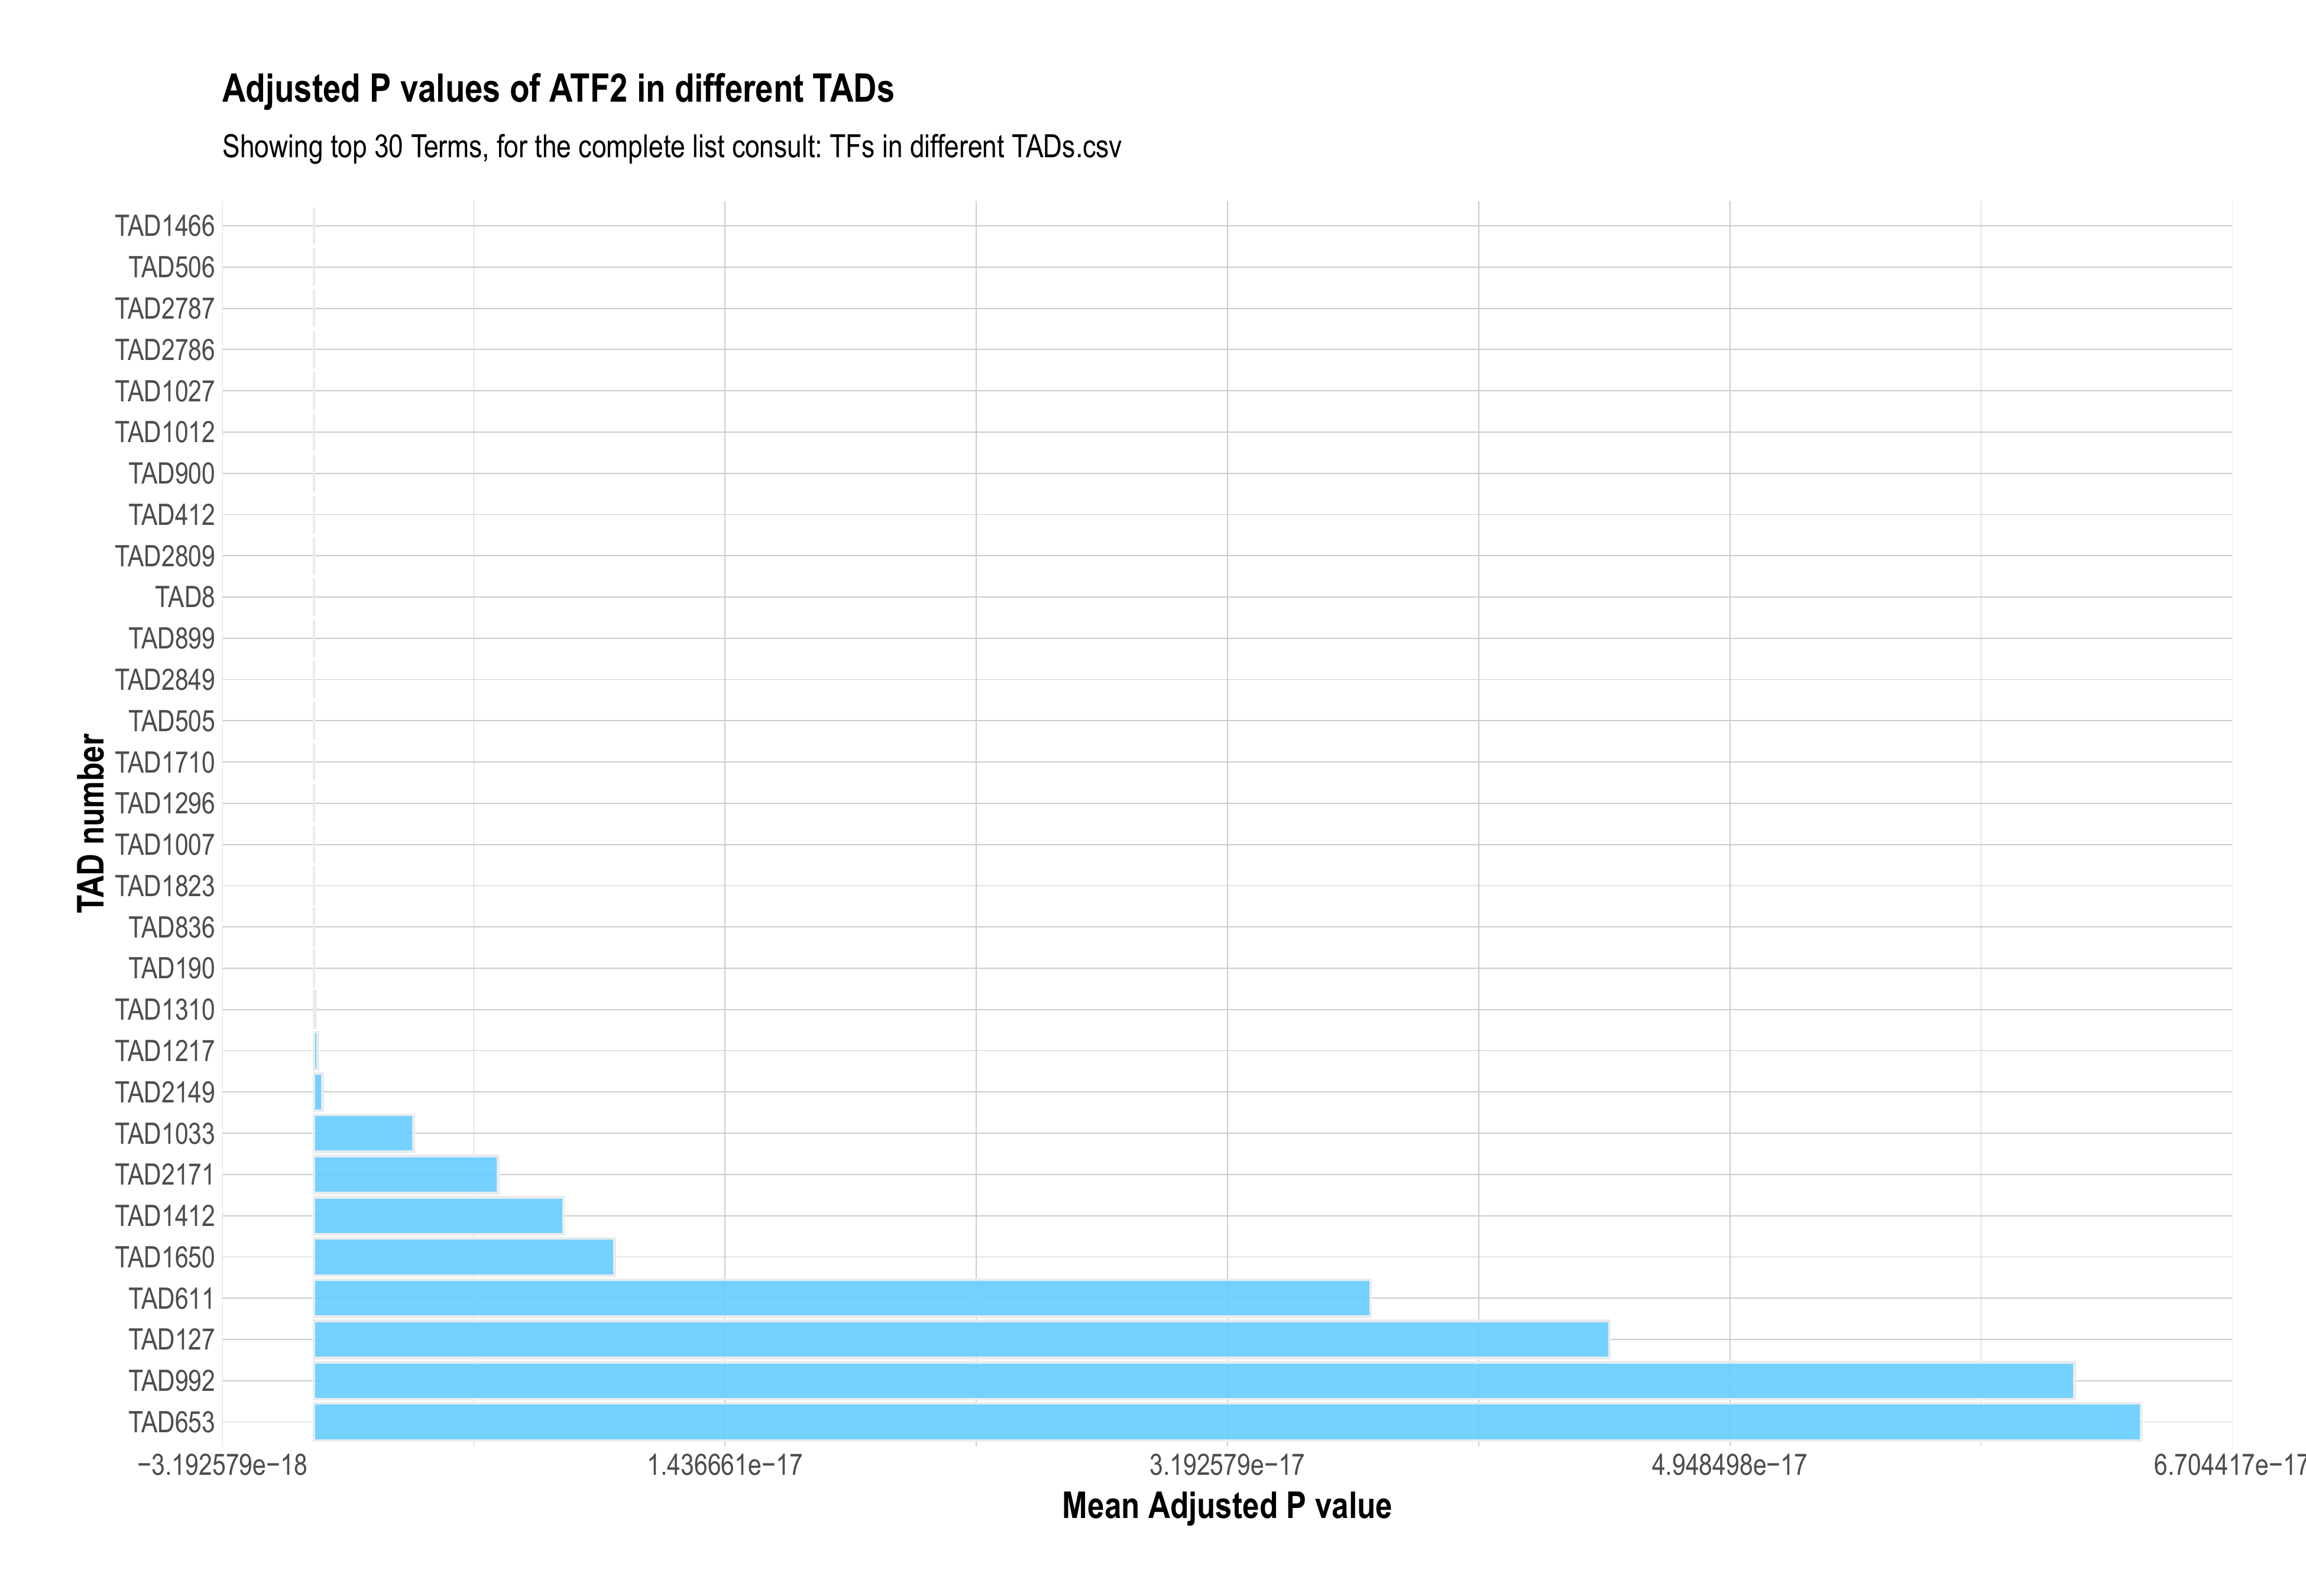 Adjusted P values of ATF2 in different TADs
Showing top 30 Terms, for the complete list consult: TFs in different TADs.csv
TAD1466
TAD506
TAD2787
TAD2786
TAD1027
TAD1012
TAD900
TAD412
TAD2809
TAD8
TAD899
TAD2849
TAD505
TAD1710
TAD1296
TAD1007
TAD1823
TAD836
TAD190
TAD1310
TAD1217
TAD2149
TAD1033
TAD2171
TAD1412
TAD1650
TAD611
TAD127
TAD992
TAD653
TAD number
−3.192579e−18 1.436661e−17 3.192579e−17 4.948498e−17 6.704417e−17
Mean Adjusted P value